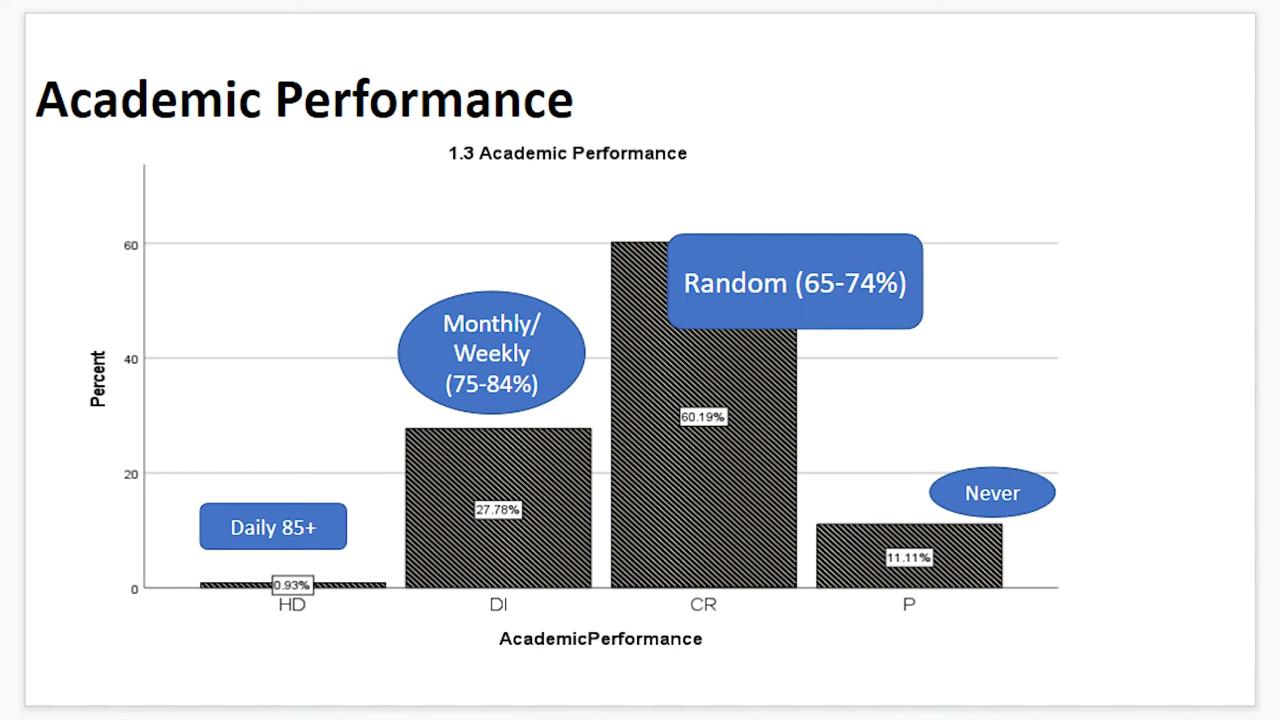 Academic Performance
1.3 Academic Performance
Percent
60
40
20
0
Daily 85+
Monthly/
Weekly
(75-84%)
Random (65-74%)
Never
0.93%
27.78%
60.19%
11.11%
HD
DI
CR
P
AcademicPerformance